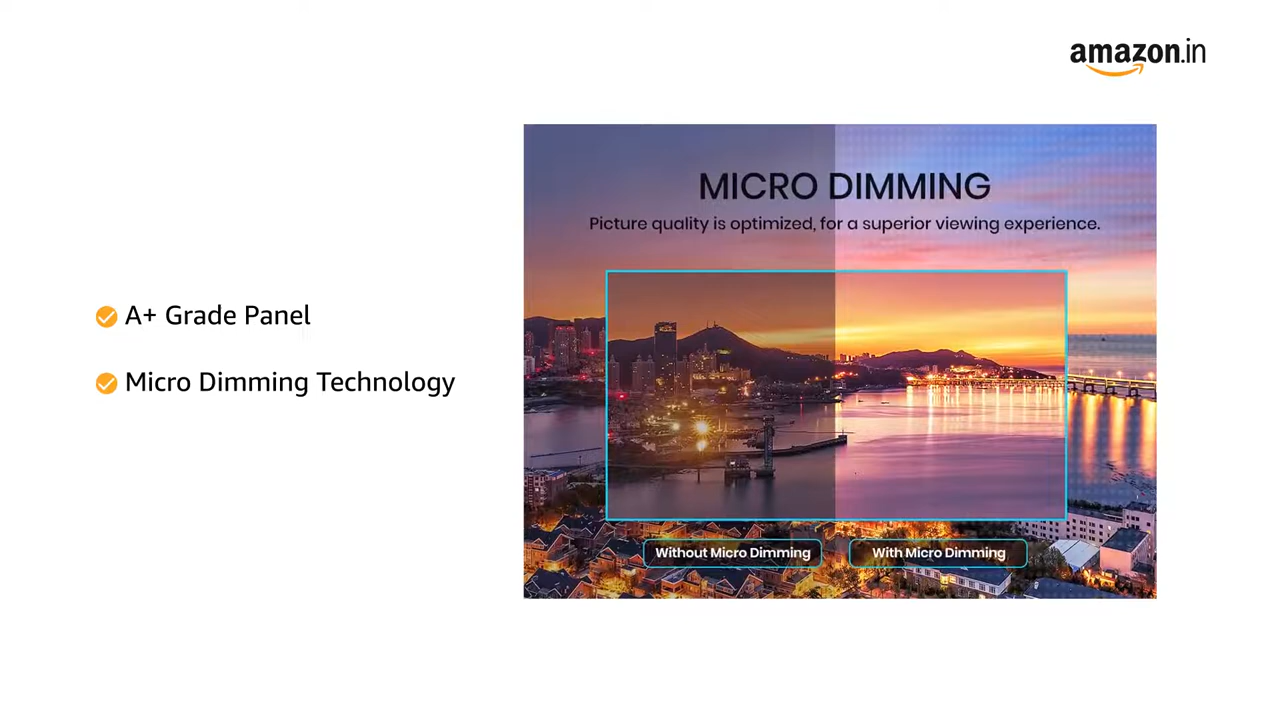 amazon.in
A+ Grade Panel
Micro Dimming Technology
MICRO DIMMING
Picture quality is optimized, for a superior viewing experience.
Without Micro Dimming
With Micro Dimming